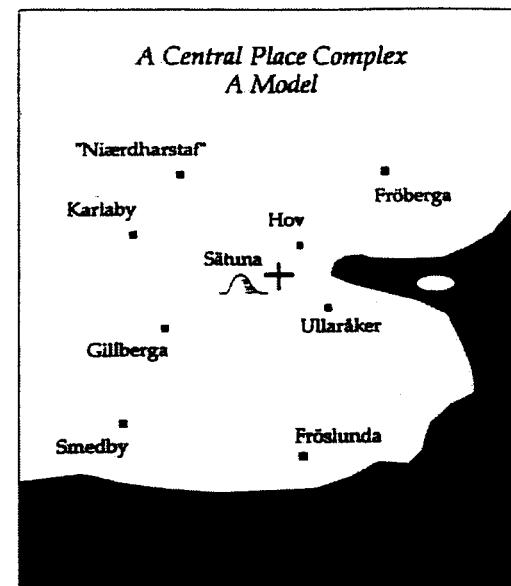 A Central Place Complex
A Model
"Niærdharstaf"
Fröberga
Karlaby
Hov
Sätuna
Ullaråker
Gillberga
Smedby
Fröslunda